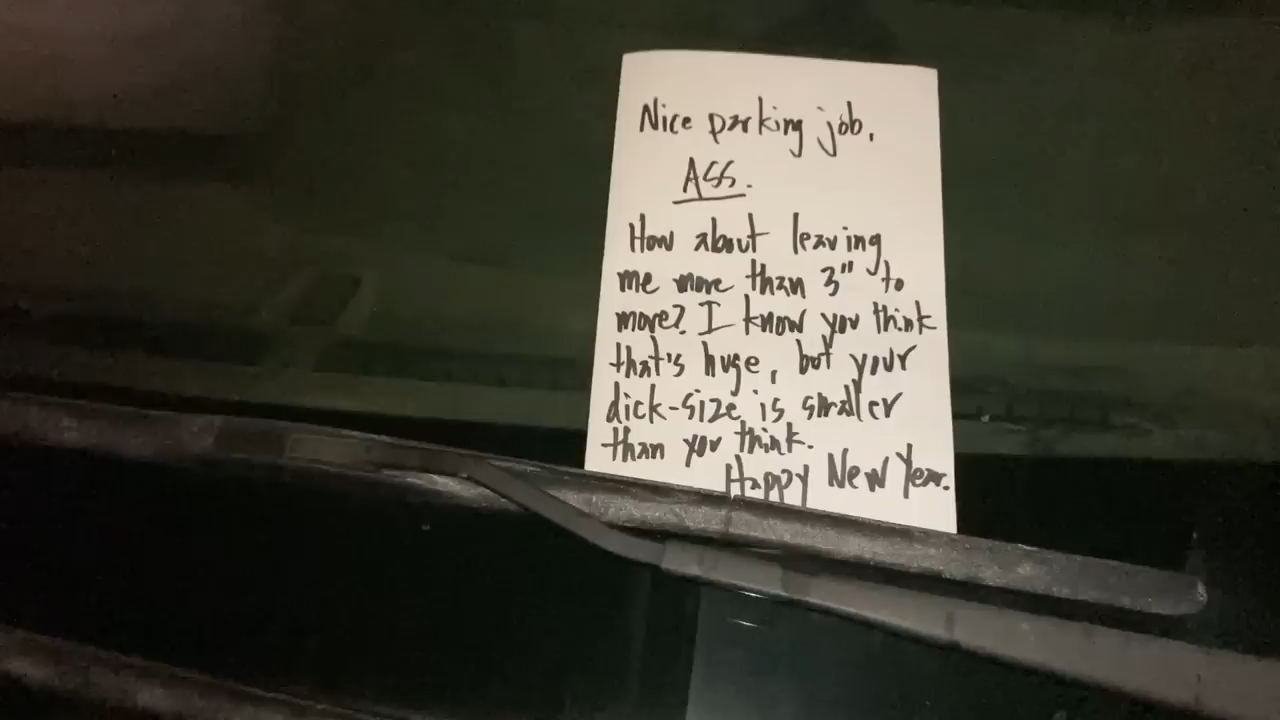 Nice parking job,
ASS.
How about leaving
me more than 3" to
more? I know you think
that's huge, but your
dick-size is smaller
than you think.
Happy New Year.